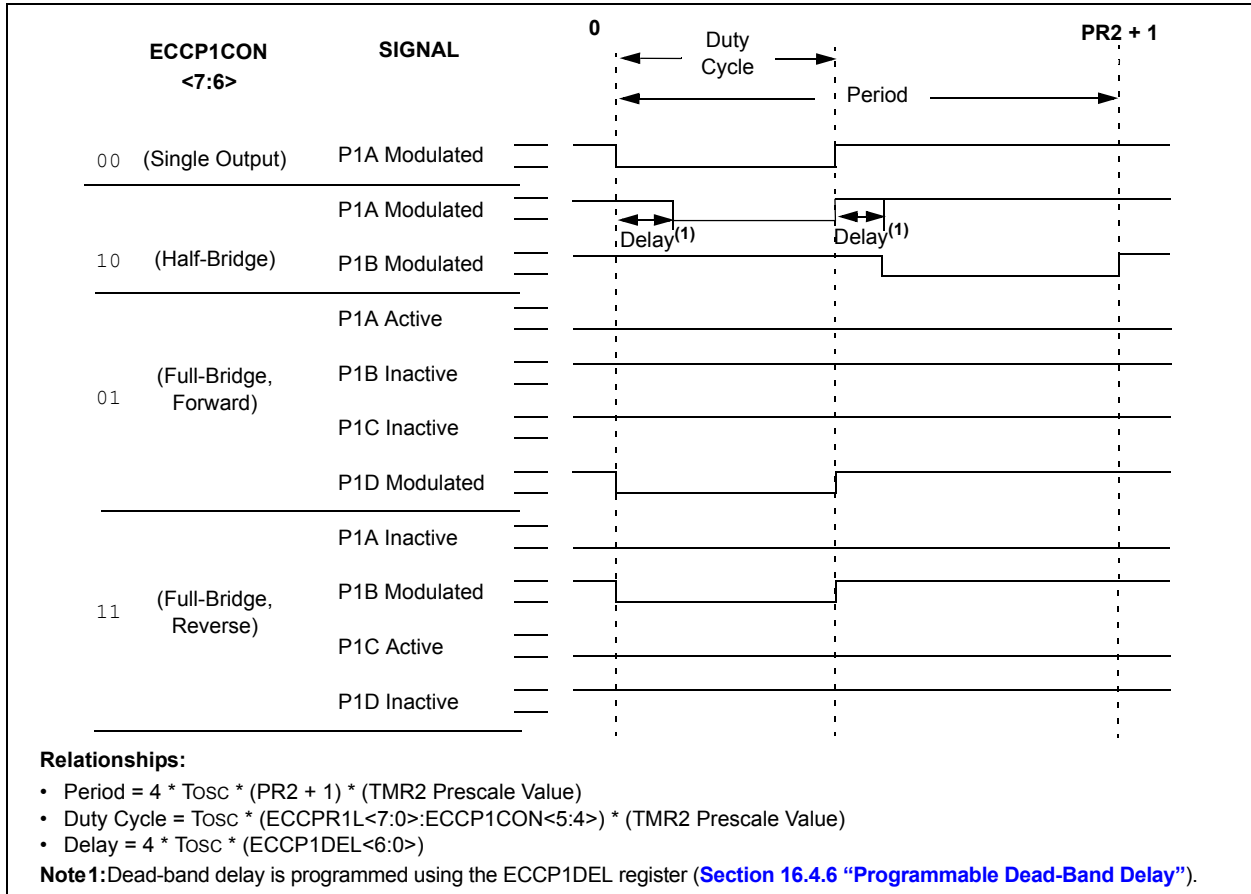 ECCP1CON
<7:6>
SIGNAL
0
Duty
Cycle
PR2 + 1
Period
00 (Single Output) P1A Modulated
P1A Modulated
Delay(1) Delay(1)
10 (Half-Bridge) P1B Modulated
P1A Active
01 (Full-Bridge,
Forward)
P1B Inactive
P1C Inactive
P1D Modulated
P1A Inactive
11 (Full-Bridge,
Reverse)
P1B Modulated
P1C Active
P1D Inactive
Relationships:
• Period = 4 * TOSC * (PR2 + 1) * (TMR2 Prescale Value)
• Duty Cycle = TOSC * (ECCPR1L<7:0>:ECCP1CON<5:4>) * (TMR2 Prescale Value)
• Delay = 4 * TOSC * (ECCP1DEL<6:0>)
Note1:Dead-band delay is programmed using the ECCP1DEL register (Section 16.4.6 “Programmable Dead-Band Delay”).